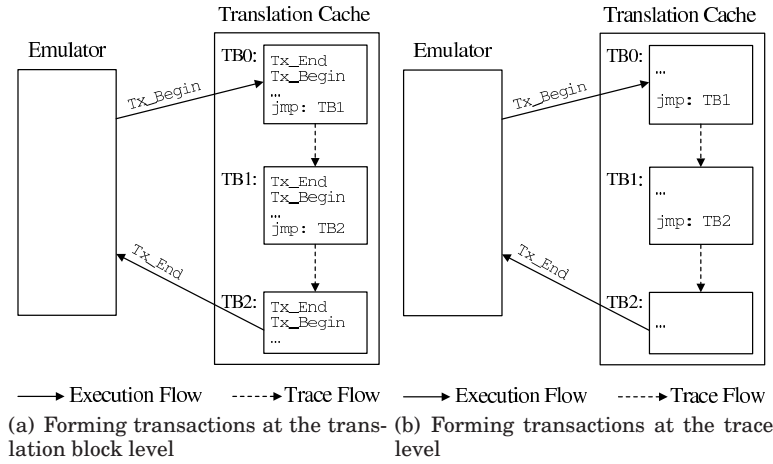 Translation Cache
Emulator
TB0:
Tx_End
Tx_Begin
...
jmp: TB1
Tx_Begin
TB1:
Tx_End
Tx_Begin
...
jmp: TB2
Tx_End
TB2:
Tx_End
Tx_Begin
...
Execution Flow
Trace Flow
(a) Forming transactions at the trans-
lation block level
Translation Cache
Emulator
TB0:
...
jmp: TB1
Tx_Begin
TB1:
...
jmp: TB2
Tx_End
TB2:
...
Execution Flow
Trace Flow
(b) Forming transactions at the trace
level